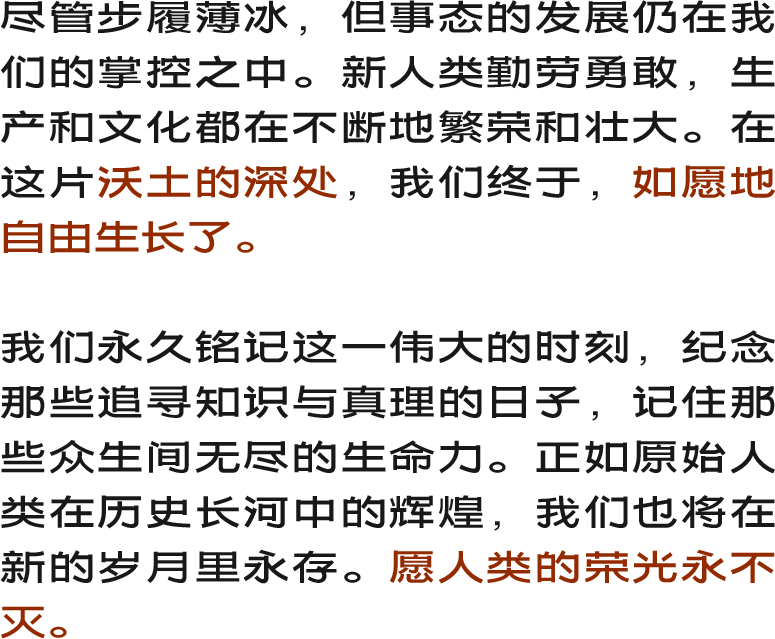 尽管步履薄冰，但事态的发展仍在我
们的掌控之中。新人类勤劳勇敢，生
产和文化都在不断地繁荣和壮大。在
这片沃土的深处，我们终于，如愿地
自由生长了。
我们永久铭记这一伟大的时刻，纪念
那些追寻知识与真理的日子，记住那
些众生间无尽的生命力。正如原始人
类在历史长河中的辉煌，我们也将在
新的岁月里永存。愿人类的荣光永不
灭。